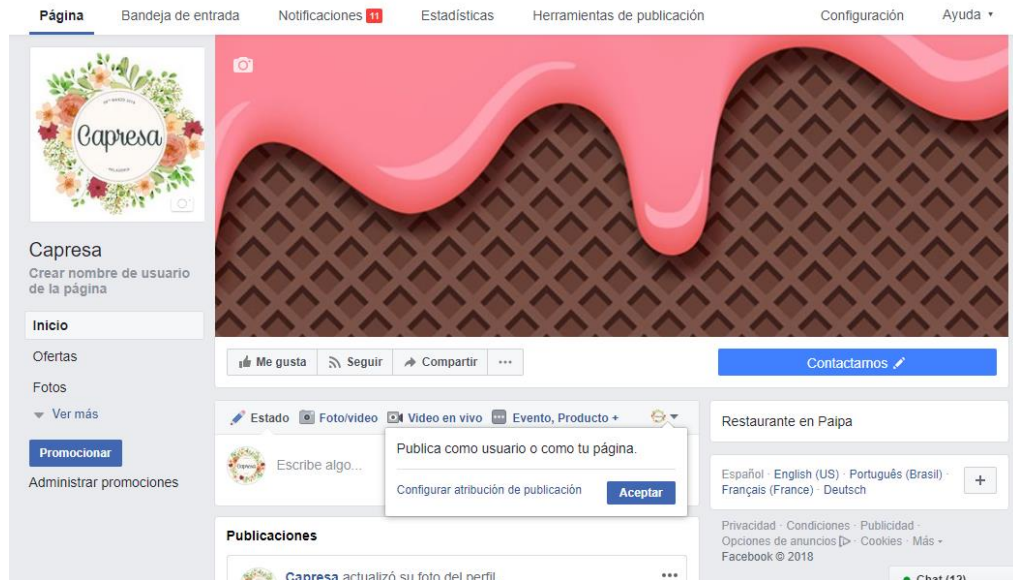 Página Bandeja de entrada Notificaciones 11 Estadísticas Herramientas de publicación Configuración Ayuda
Capresa
Capresa
Crear nombre de usuario
de la página
Inicio
Ofertas
Fotos
Ver más
Promocionar
Administrar promociones
Me gusta Seguir Compartir ...
Contactarnos
Estado Foto/video Video en vivo Evento, Producto +
Capresa
Escribe algo...
Publica como usuario o como tu página.
Configurar atribución de publicación Aceptar
Publicaciones
Capresa actualizó su foto del perfil
Restaurante en Paipa
Español · English (US) · Português (Brasil) ·
Français (France) · Deutsch
+
Privacidad · Condiciones · Publicidad ·
Opciones de anuncios · Cookies · Más
Facebook © 2018
Chat (12)